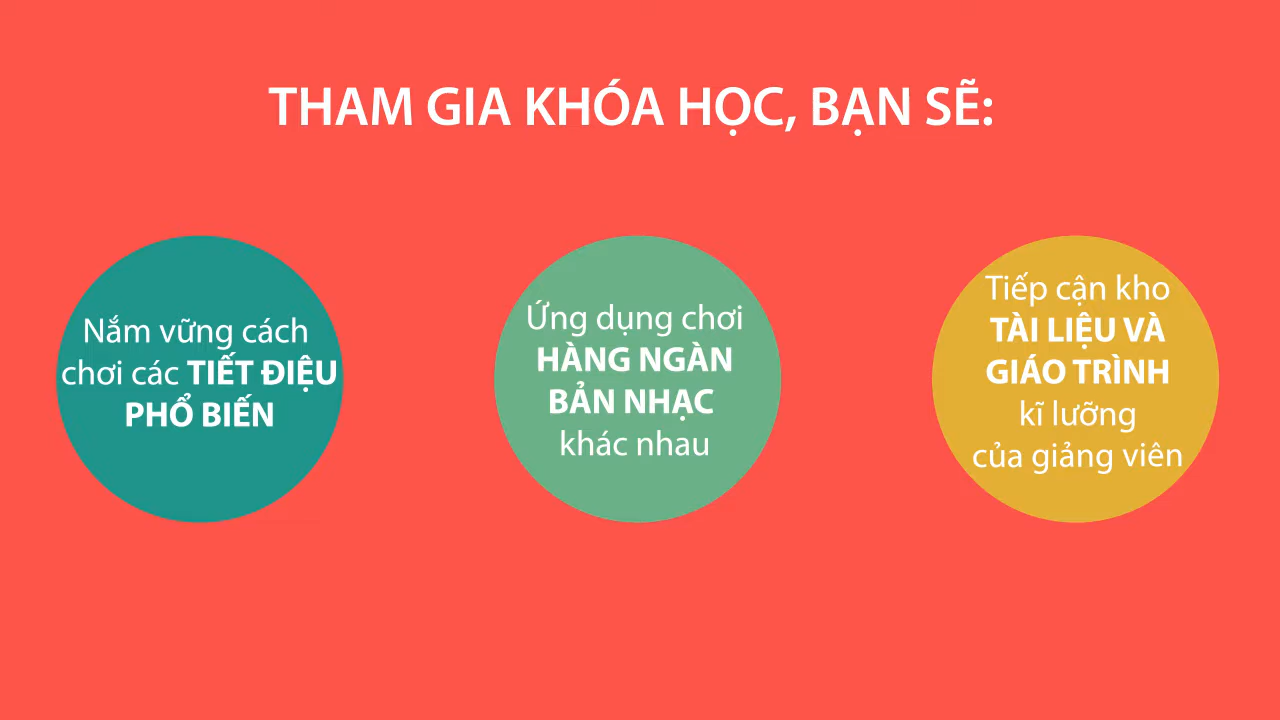 THAM GIA KHÓA HỌC, BẠN SẼ:
Nắm vững cách
chơi các TIẾT ĐIỆU
PHỔ BIẾN
Ứng dụng chơi
HÀNG NGÀN
BẢN NHẠC
khác nhau
Tiếp cận kho
TÀI LIỆU VÀ
GIÁO TRÌNH
kĩ lưỡng
của giảng viên